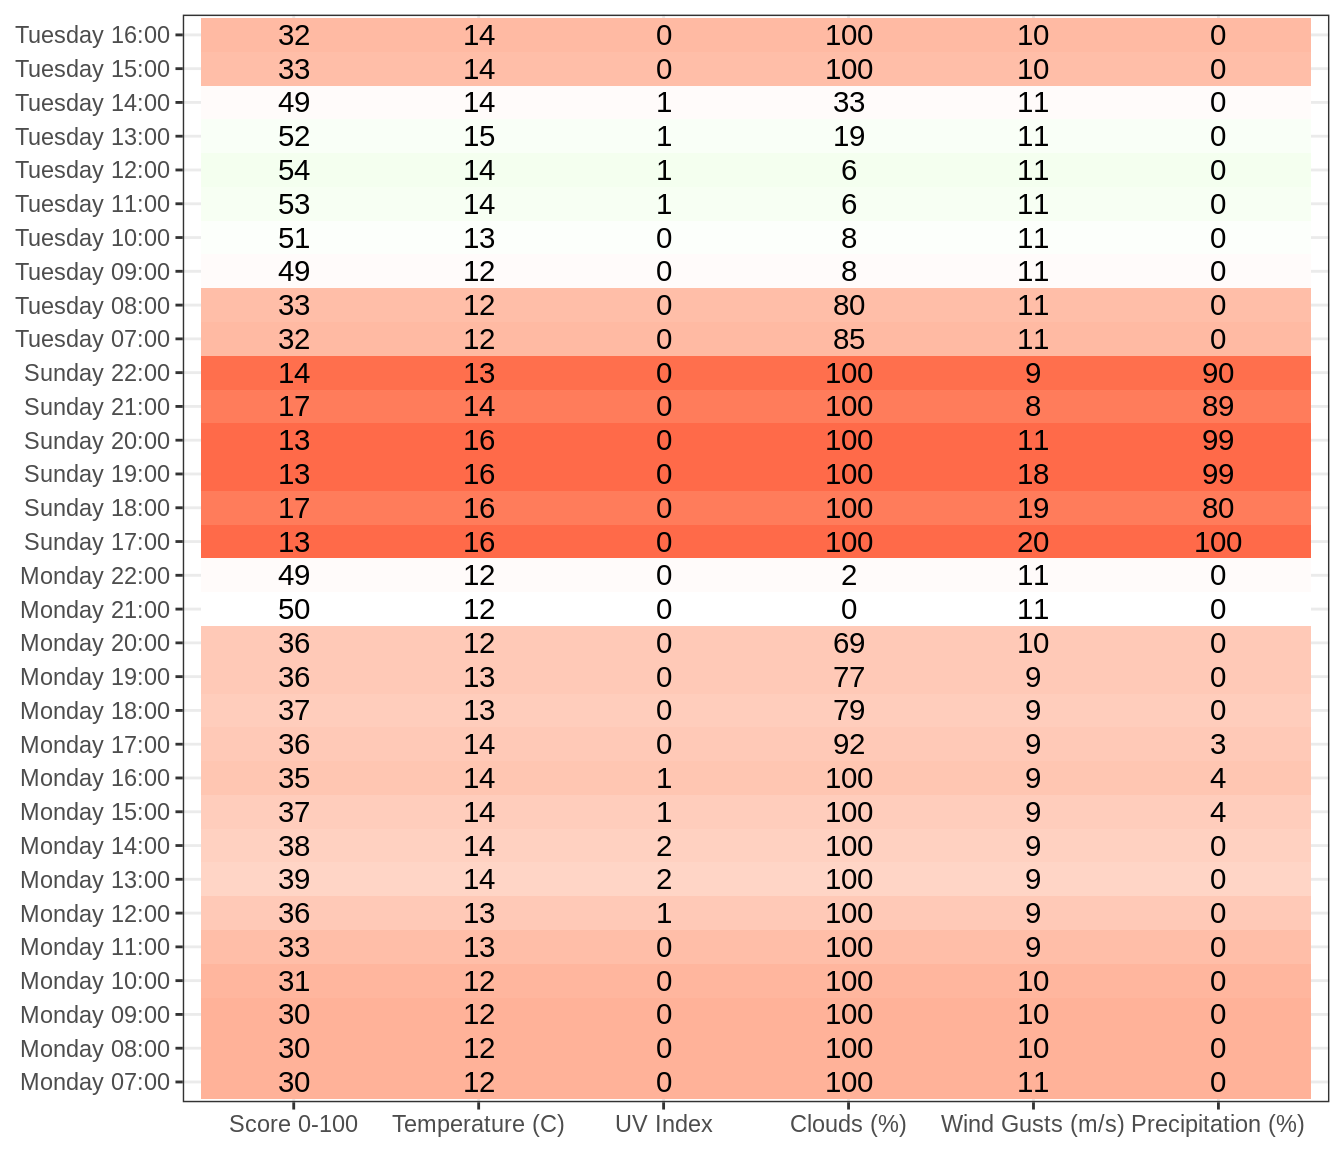 Tuesday 16:00 32 14 0 100 10 0
Tuesday 15:00 33 14 0 100 10 0
Tuesday 14:00 49 14 1 33 11 0
Tuesday 13:00 52 15 1 19 11 0
Tuesday 12:00 54 14 1 6 11 0
Tuesday 11:00 53 14 1 6 11 0
Tuesday 10:00 51 13 0 8 11 0
Tuesday 09:00 49 12 0 8 11 0
Tuesday 08:00 33 12 0 80 11 0
Tuesday 07:00 32 12 0 85 11 0
Sunday 22:00 14 13 0 100 9 90
Sunday 21:00 17 14 0 100 8 89
Sunday 20:00 13 16 0 100 11 99
Sunday 19:00 13 16 0 100 18 99
Sunday 18:00 17 16 0 100 19 80
Sunday 17:00 13 16 0 100 20 100
Monday 22:00 49 12 0 2 11 0
Monday 21:00 50 12 0 0 11 0
Monday 20:00 36 12 0 69 10 0
Monday 19:00 36 13 0 77 9 0
Monday 18:00 37 13 0 79 9 0
Monday 17:00 36 14 0 92 9 3
Monday 16:00 35 14 1 100 9 4
Monday 15:00 37 14 1 100 9 4
Monday 14:00 38 14 2 100 9 0
Monday 13:00 39 14 2 100 9 0
Monday 12:00 36 13 1 100 9 0
Monday 11:00 33 13 0 100 9 0
Monday 10:00 31 12 0 100 10 0
Monday 09:00 30 12 0 100 10 0
Monday 08:00 30 12 0 100 10 0
Monday 07:00 30 12 0 100 11 0
Score 0-100 Temperature (C) UV Index Clouds (%) Wind Gusts (m/s) Precipitation (%)